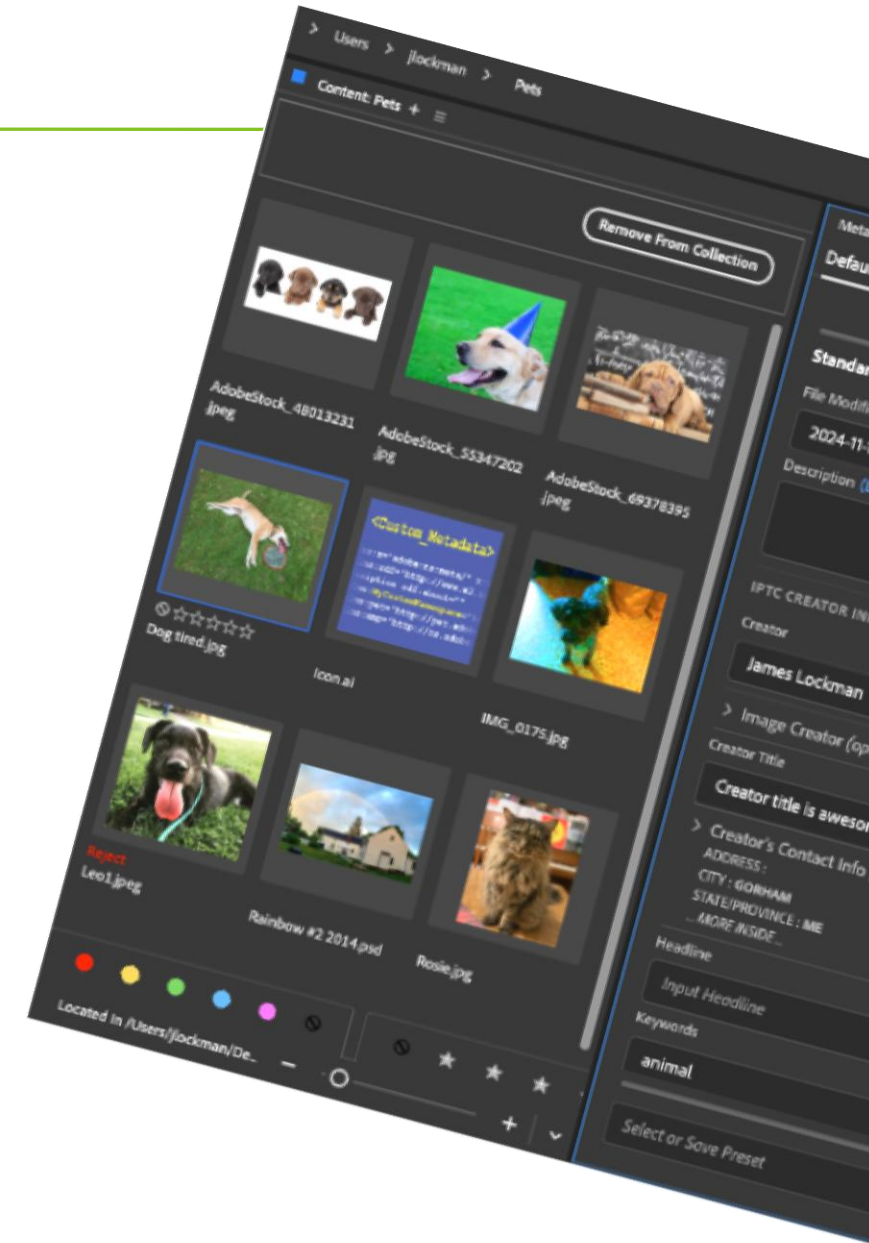 > Users > jlockman > Pets
Content: Pets +
Remove From Collection
AdobeStock_48013231
.jpeg
AdobeStock_55347202
.jpg
AdobeStock_69378395
.jpeg
Dog tired.jpg
<Custom_Metadata>
Icon.ai
IMG_0175.jpg
Reject
Leo1.jpeg
Rainbow #2 2014.psd
Rosie.jpg
Located in /Users/jlockman/De...
Meta
Defau
Standar
File Modifi
2024-11-
Description
IPTC CREATOR IN
Creator
James Lockman
> Image Creator (op
Creator Title
Creator title is aweso
> Creator's Contact Info
ADDRESS :
CITY : GORHAM
STATE/PROVINCE : ME
... MORE INSIDE ...
Headline
Input Headline
Keywords
animal
Select or Save Preset